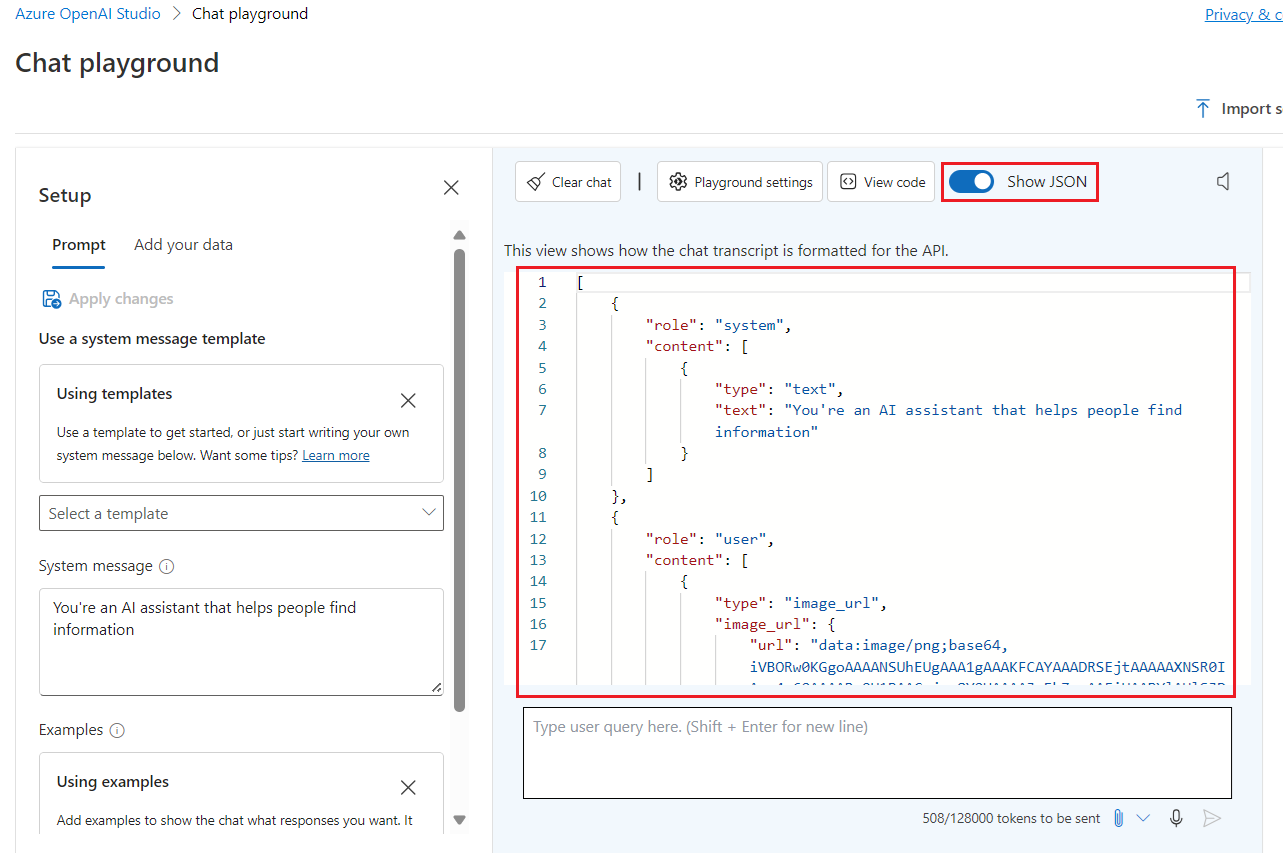 Azure OpenAI Studio > Chat playground
Privacy & c
Chat playground
Import s
Setup
Prompt Add your data
Apply changes
Use a system message template
Using templates
Use a template to get started, or just start writing your own
system message below. Want some tips? Learn more
Select a template
System message
You're an AI assistant that helps people find
information
Examples
Using examples
Add examples to show the chat what responses you want. It
Clear chat | Playground settings View code Show JSON
This view shows how the chat transcript is formatted for the API.
1 [
2 {
3 "role": "system",
4 "content": [
5 {
6 "type": "text",
7 "text": "You're an AI assistant that helps people find
information"
8 }
9 ]
10 },
11 {
12 "role": "user",
13 "content": [
14 {
15 "type": "image_url",
16 "image_url": {
17 "url": "data:image/png;base64,
iVBORw0KGgoAAAANSUhEUgAAA1gAAAKFCAYAAADRSEjtAAAAAXNSR0I
Type user query here. (Shift + Enter for new line)
508/128000 tokens to be sent